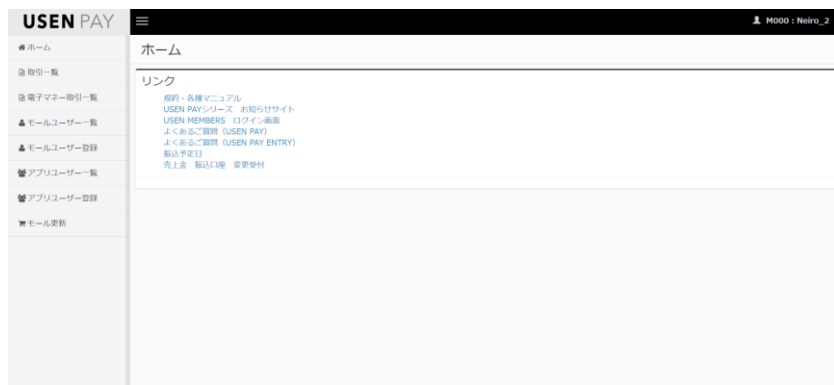 USEN PAY
M000 : Neiro_2
ホーム
取引一覧
電子マネー取引一覧
モールユーザー一覧
モールユーザー登録
アプリユーザー一覧
アプリユーザー登録
モール更新
ホーム
リンク
規約・各種マニュアル
USEN PAYシリーズ　お知らせサイト
USEN MEMBERS　ログイン画面
よくあるご質問（USEN PAY）
よくあるご質問（USEN PAY ENTRY）
振込予定日
売上金　振込口座　変更受付